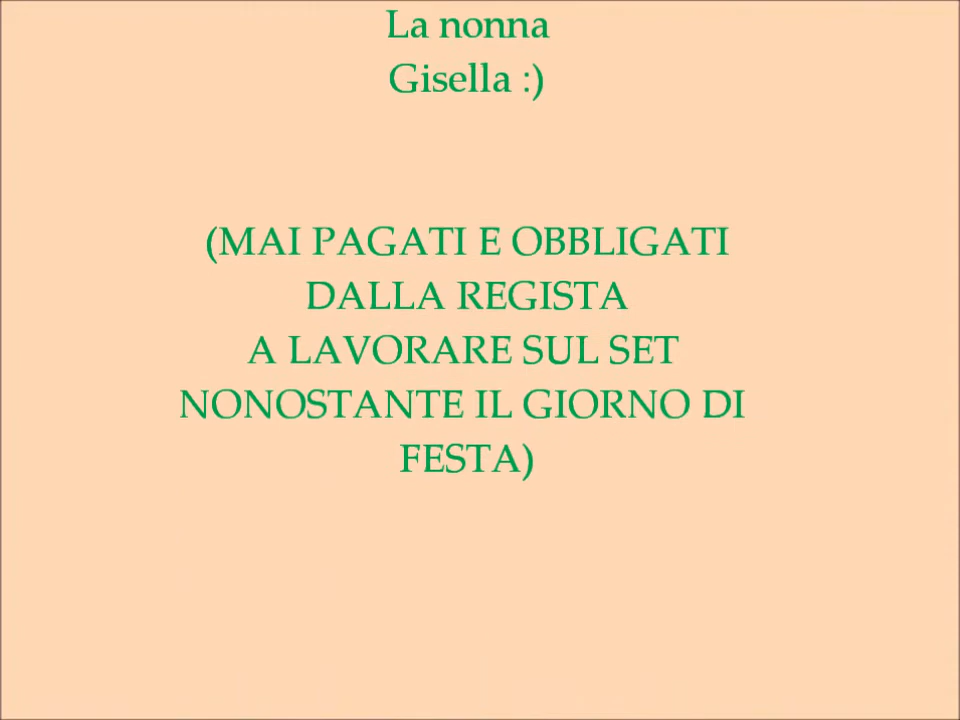 La nonna
Gisella :)
(MAI PAGATI E OBBLIGATI
DALLA REGISTA
A LAVORARE SUL SET
NONOSTANTE IL GIORNO DI
FESTA)